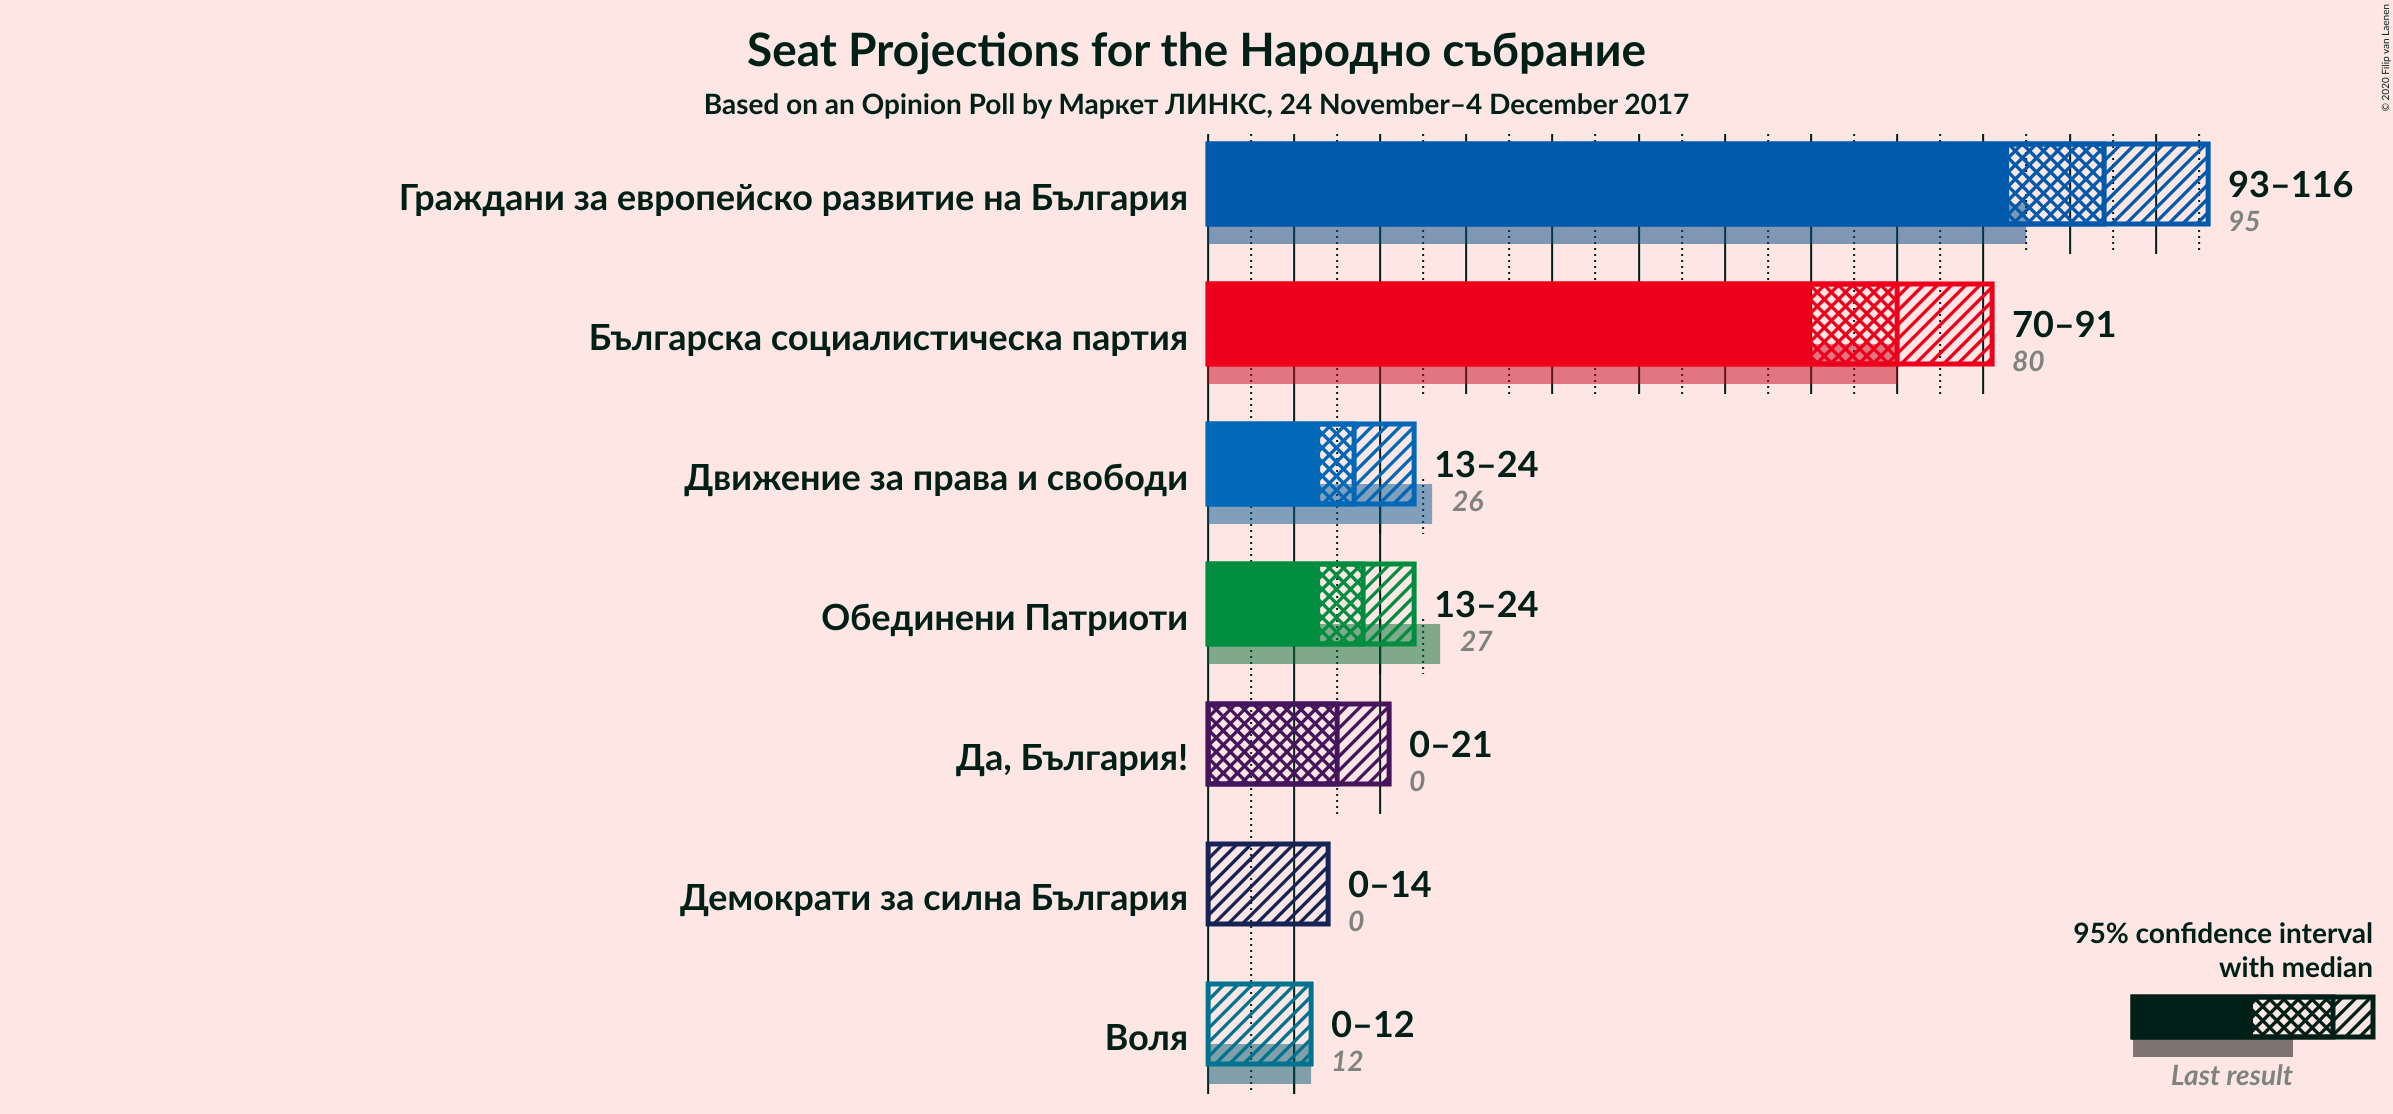 Seat Projections for the Народно събрание
Based on an Opinion Poll by Маркет ЛИНКС, 24 November–4 December 2017
© 2020 Filip van Laenen
Граждани за европейско развитие на България
93–116
95
Българска социалистическа партия
70–91
80
Движение за права и свободи
13–24
26
Обединени Патриоти
13–24
27
Да, България!
0–21
0
Демократи за силна България
0–14
0
Воля
0–12
12
95% confidence interval
with median
Last result